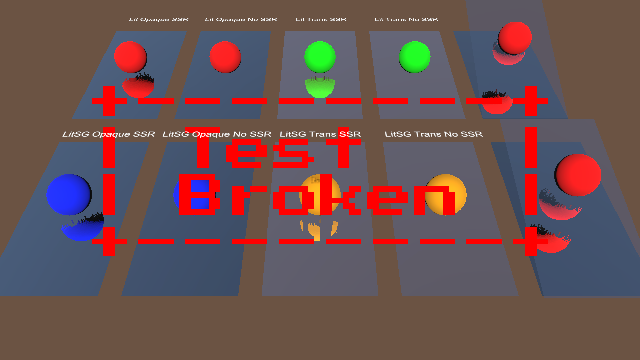 Lit Opaque SSR Lit Opaque No SSR Lit Trans SSR Lit Trans No SSR
LitSG Opaque SSR LitSG Opaque No SSR LitSG Trans SSR LitSG Trans No SSR
Test
Broken